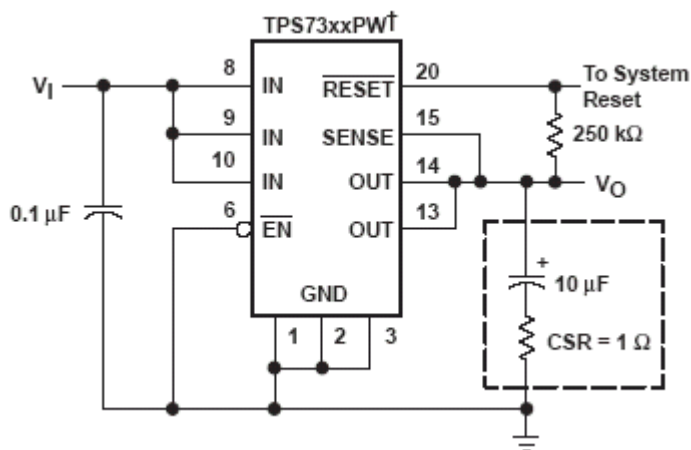 TPS73xxPW†
VI
8
IN
RESET
20
To System
Reset
9
IN
SENSE
15
250 kΩ
10
IN
OUT
14
VO
0.1 µF
6
EN
OUT
13
GND
1
2
3
+
10 µF
CSR = 1 Ω